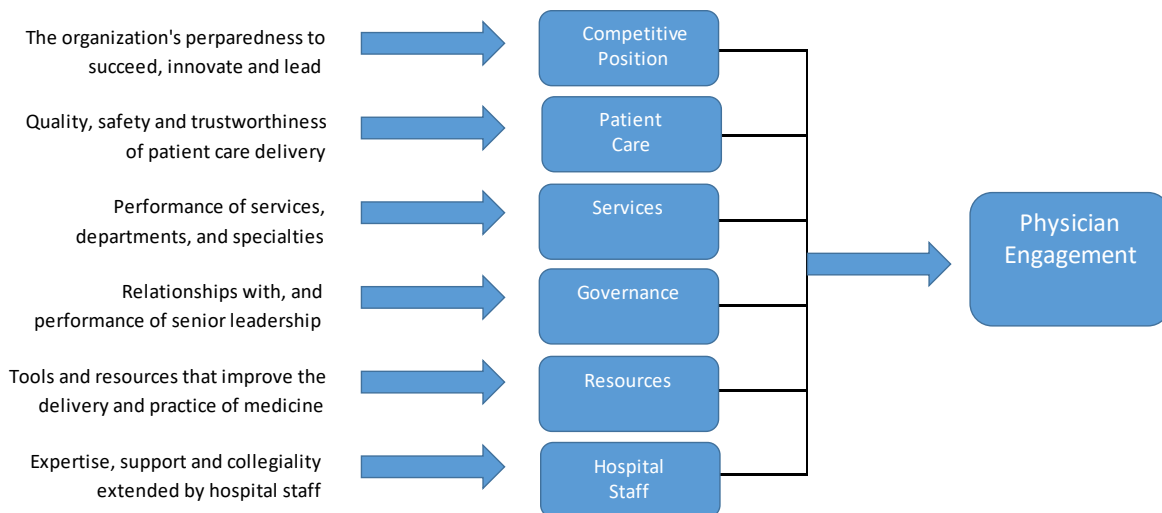 The organization's perparedness to
succeed, innovate and lead
Competitive
Position
Quality, safety and trustworthiness
of patient care delivery
Patient
Care
Performance of services,
departments, and specialties
Services
Relationships with, and
performance of senior leadership
Governance
Tools and resources that improve the
delivery and practice of medicine
Resources
Expertise, support and collegiality
extended by hospital staff
Hospital
Staff
Physician
Engagement